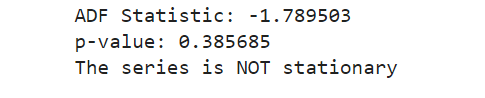 ADF Statistic: -1.789503
p-value: 0.385685
The series is NOT stationary